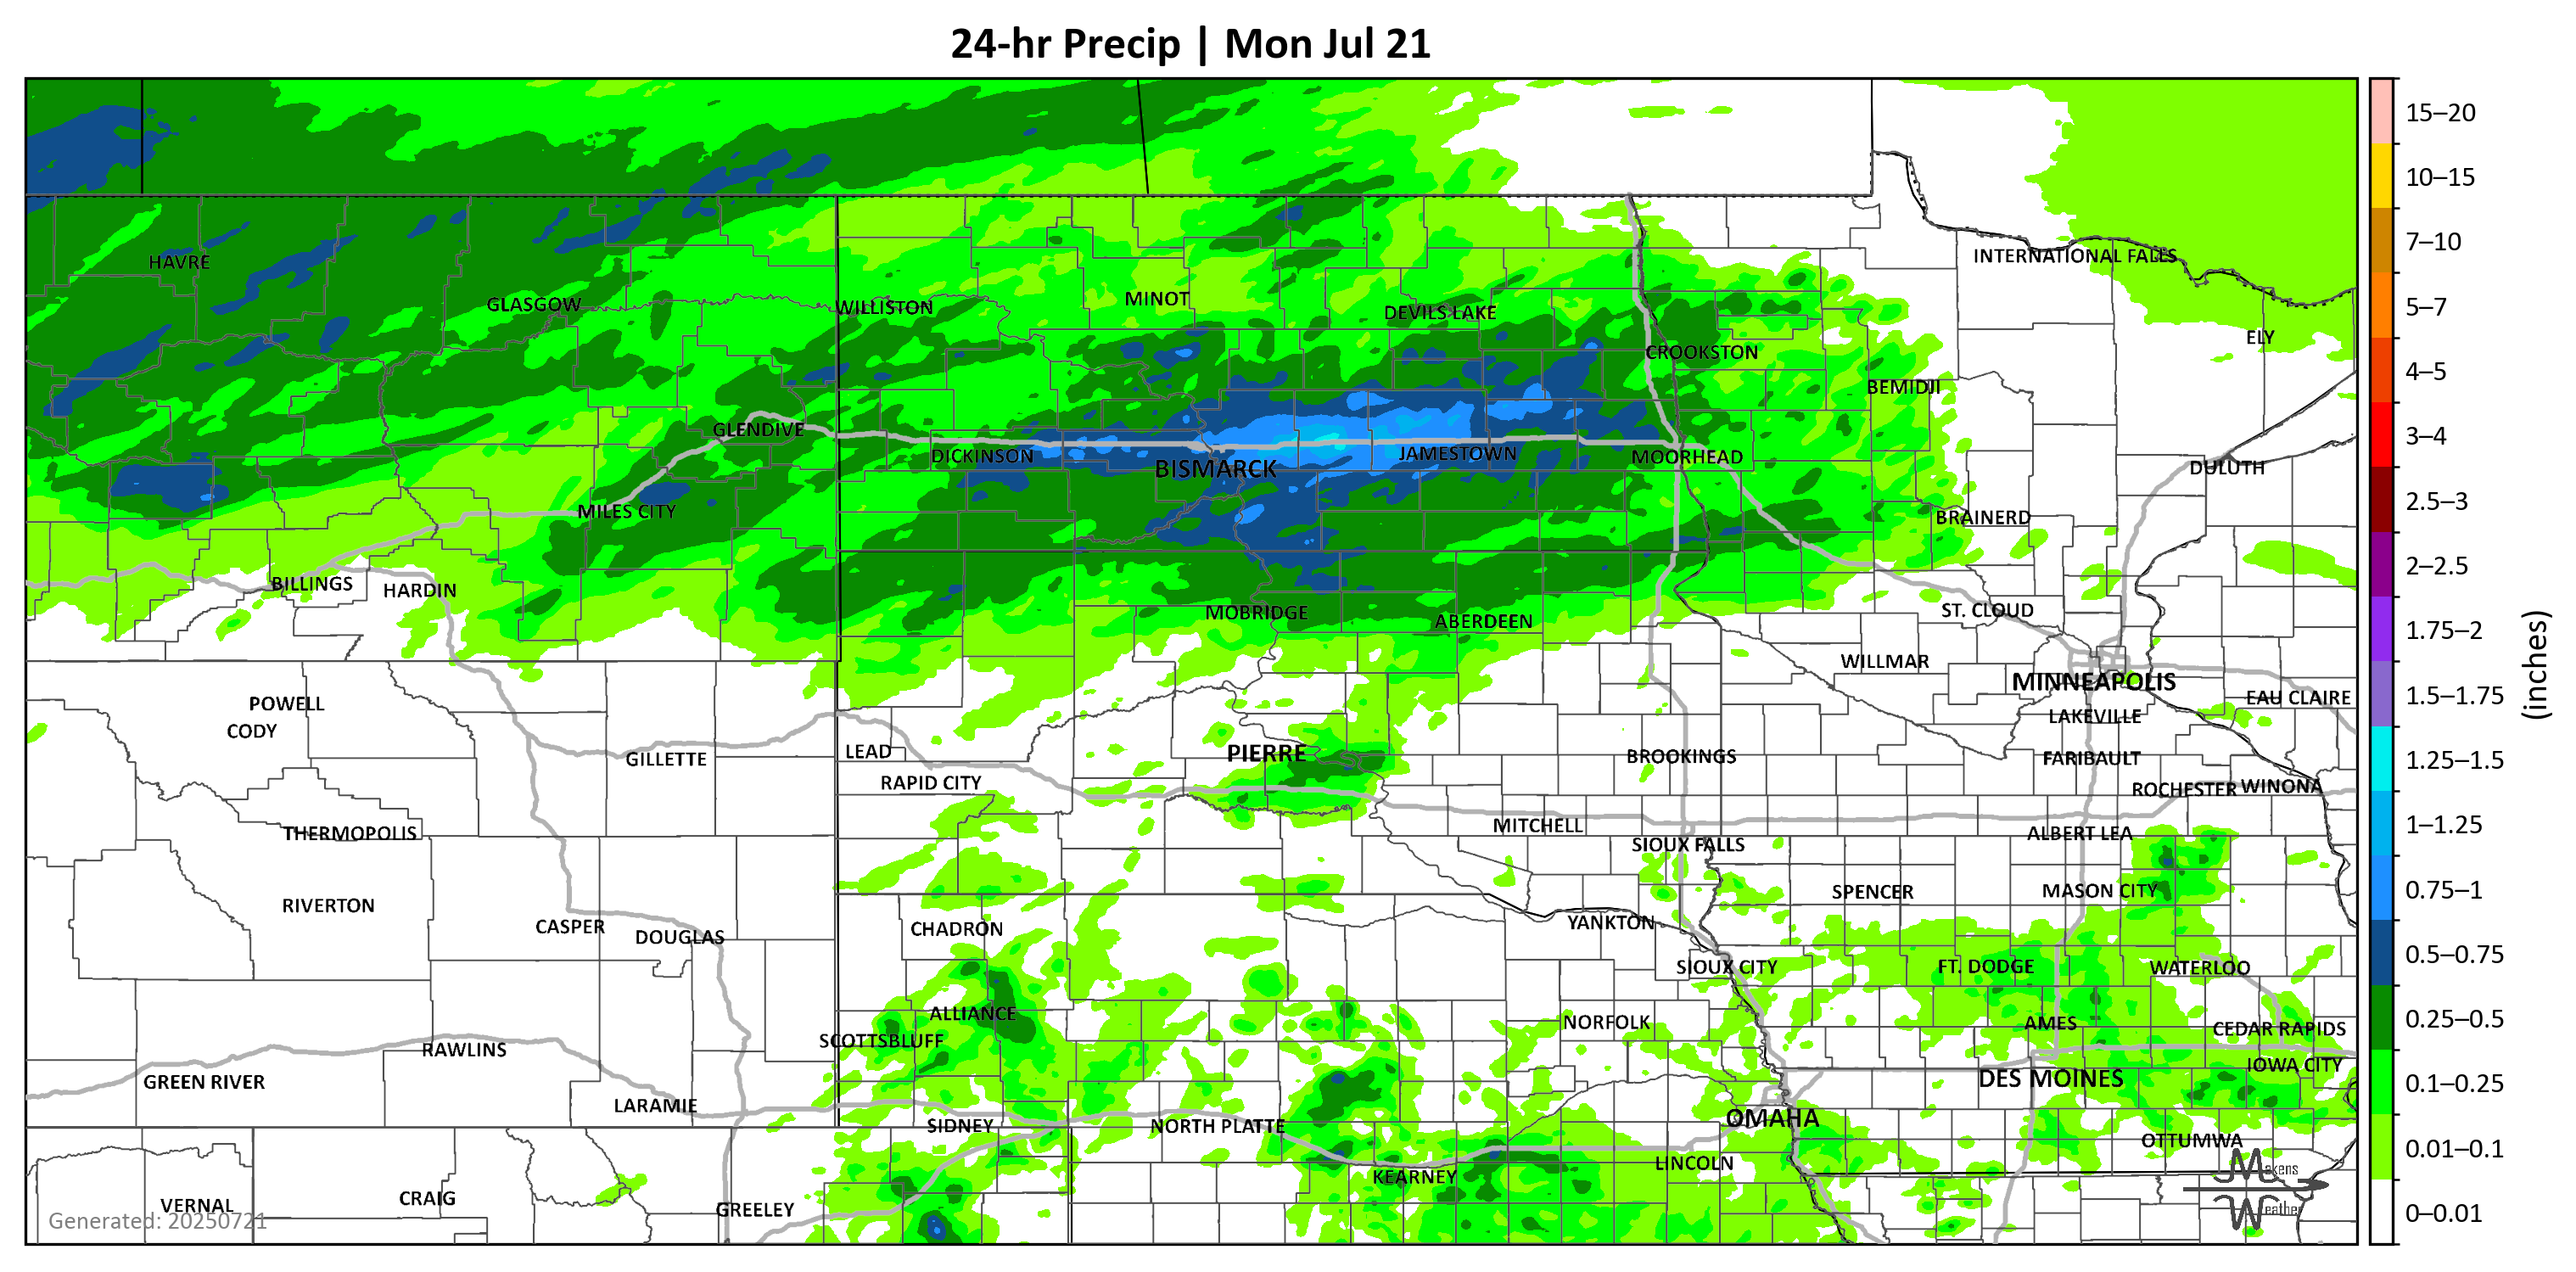 24-hr Precip | Mon Jul 21
15–20
10–15
7–10
5–7
4–5
3–4
2.5–3
2–2.5
1.75–2
1.5–1.75
1.25–1.5
1–1.25
0.75–1
0.5–0.75
0.25–0.5
0.1–0.25
0.01–0.1
0–0.01
(inches)
HAVRE
INTERNATIONAL FALLS
GLASGOW
WILLISTON
MINOT
DEVILS LAKE
ELY
CROOKSTON
BEMIDJI
GLENDIVE
DICKINSON
BISMARCK
JAMESTOWN
MOORHEAD
DULUTH
MILES CITY
BRAINERD
BILLINGS
HARDIN
MOBRIDGE
ABERDEEN
ST. CLOUD
WILLMAR
MINNEAPOLIS
EAU CLAIRE
POWELL
CODY
LAKEVILLE
GILLETTE
LEAD
PIERRE
BROOKINGS
FARIBAULT
RAPID CITY
ROCHESTER
WINONA
THERMOPOLIS
MITCHELL
SIOUX FALLS
ALBERT LEA
RIVERTON
SPENCER
MASON CITY
CASPER
DOUGLAS
CHADRON
YANKTON
SIOUX CITY
FT. DODGE
WATERLOO
ALLIANCE
SCOTTSBLUFF
NORFOLK
AMES
CEDAR RAPIDS
RAWLINS
IOWA CITY
GREEN RIVER
DES MOINES
LARAMIE
SIDNEY
NORTH PLATTE
OMAHA
OTTUMWA
KEARNEY
LINCOLN
VERNAL
CRAIG
GREELEY
Makens
Weather
Generated: 20250721